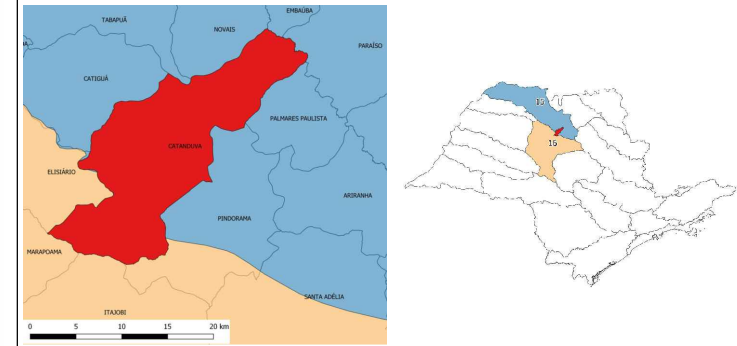 EMBAÚBA
TABAPUÃ
NOVAIS
PARAÍSO
CATIGUÁ
PALMARES PAULISTA
CATANDUVA
ELISIÁRIO
ARIRANHA
PINDORAMA
MARAPOAMA
SANTA ADÉLIA
ITAJOBI
0 5 10 15 20 km
15
16